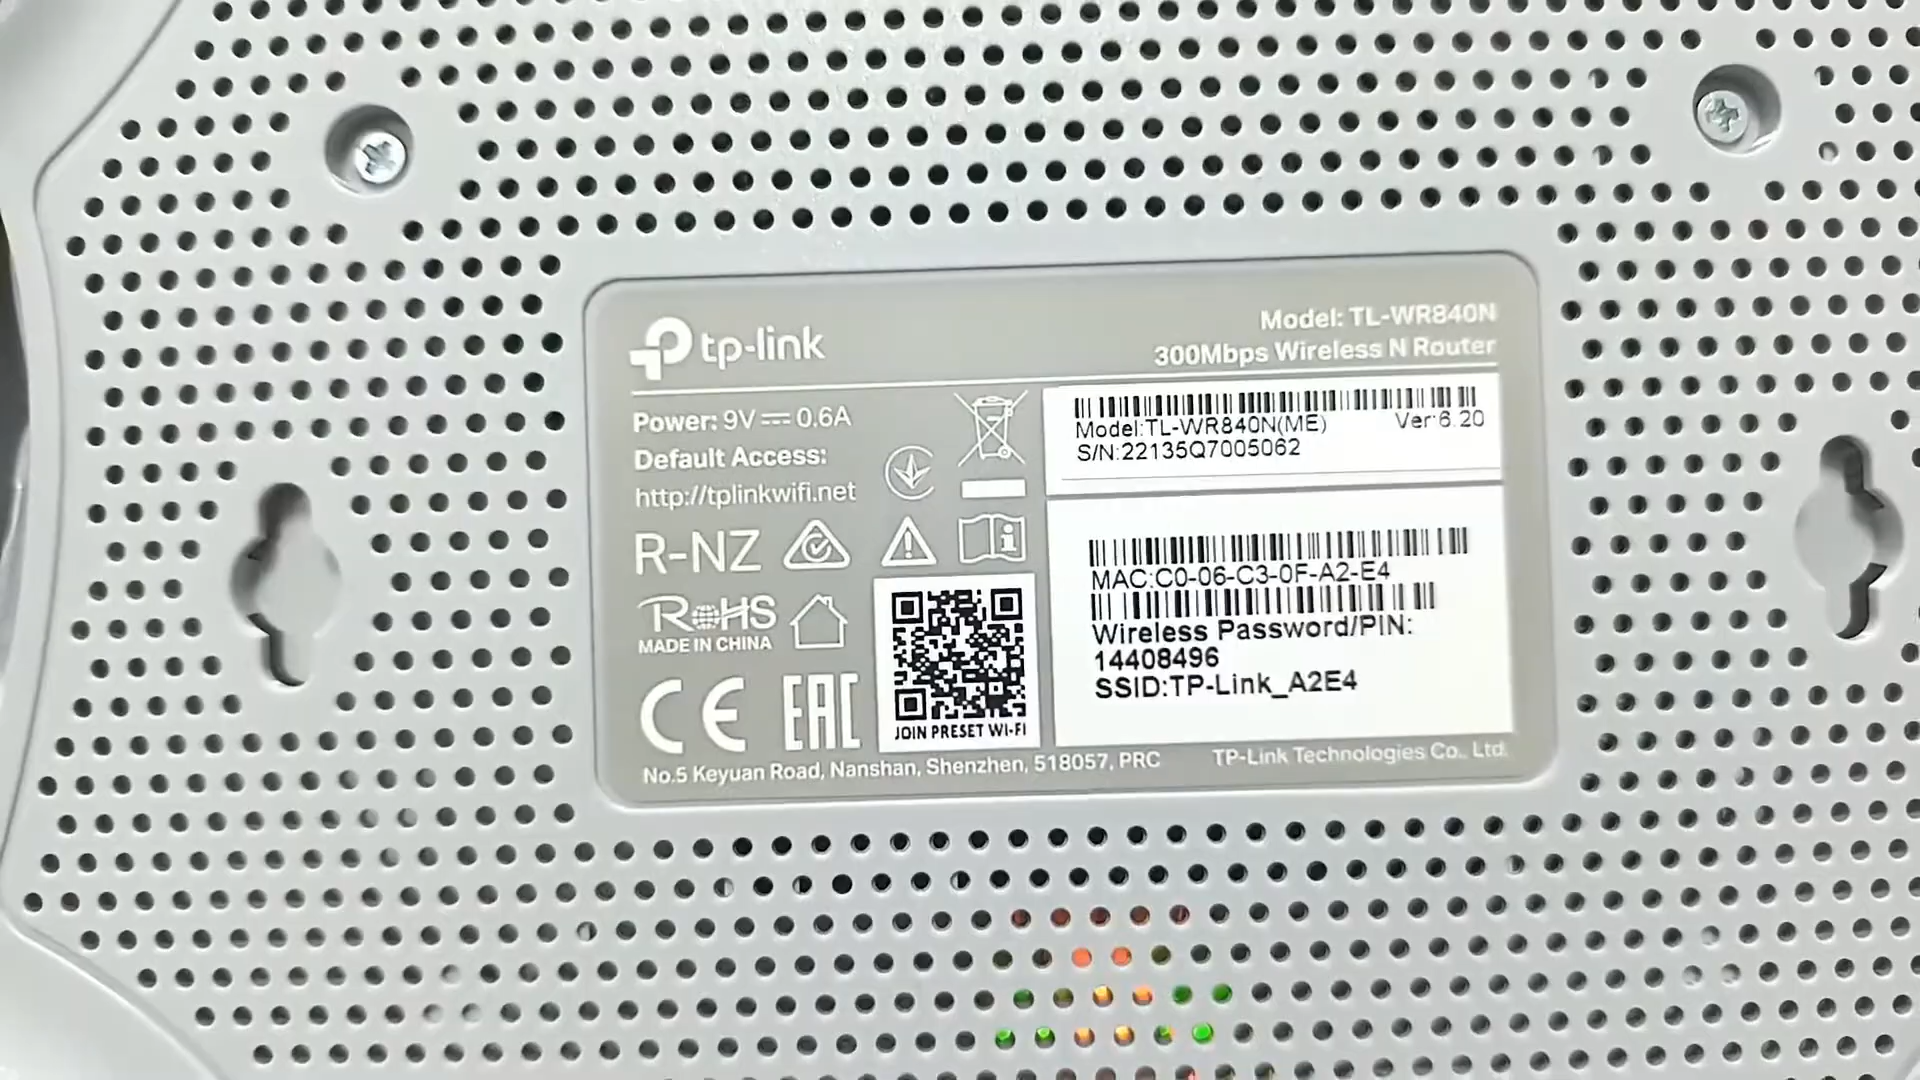 tp-link
Model: TL-WR840N
300Mbps Wireless N Router
Power: 9V 0.6A
Default Access:
http://tplinkwifi.net
R-NZ
RoHS
MADE IN CHINA
CE EAC
JOIN PRESET WI-FI
Model:TL-WR840N(ME) Ver:6.20
S/N:22135Q7005062
MAC:C0-06-C3-0F-A2-E4
Wireless Password/PIN:
14408496
SSID:TP-Link_A2E4
No.5 Keyuan Road, Nanshan, Shenzhen, 518057, PRC TP-Link Technologies Co., Ltd.